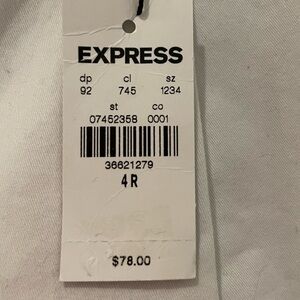 EXPRESS
dp cl sz
92 745 1234
st co
07452358 0001
36621279
4R
$78.00